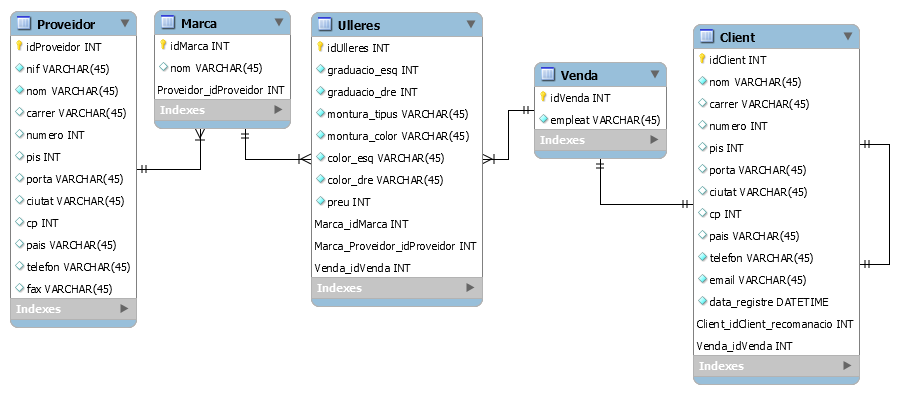 Proveidor
idProveidor INT
nif VARCHAR(45)
nom VARCHAR(45)
carrer VARCHAR(45)
numero INT
pis INT
porta VARCHAR(45)
ciutat VARCHAR(45)
cp INT
pais VARCHAR(45)
telefon VARCHAR(45)
fax VARCHAR(45)
Indexes
Marca
idMarca INT
nom VARCHAR(45)
Proveidor_idProveidor INT
Indexes
Ulleres
idUlleres INT
graduacio_esq INT
graduacio_dre INT
montura_tipus VARCHAR(45)
montura_color VARCHAR(45)
color_esq VARCHAR(45)
color_dre VARCHAR(45)
preu INT
Marca_idMarca INT
Marca_Proveidor_idProveidor INT
Venda_idVenda INT
Indexes
Venda
idVenda INT
empleat VARCHAR(45)
Indexes
Client
idClient INT
nom VARCHAR(45)
carrer VARCHAR(45)
numero INT
pis INT
porta VARCHAR(45)
ciutat VARCHAR(45)
cp INT
pais VARCHAR(45)
telefon VARCHAR(45)
email VARCHAR(45)
data_registre DATETIME
Client_idClient_recomanacio INT
Venda_idVenda INT
Indexes